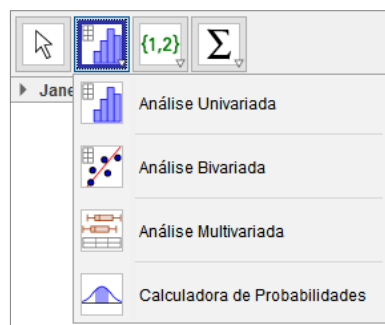 {1,2} Σ
Jane
Análise Univariada
Análise Bivariada
Análise Multivariada
Calculadora de Probabilidades